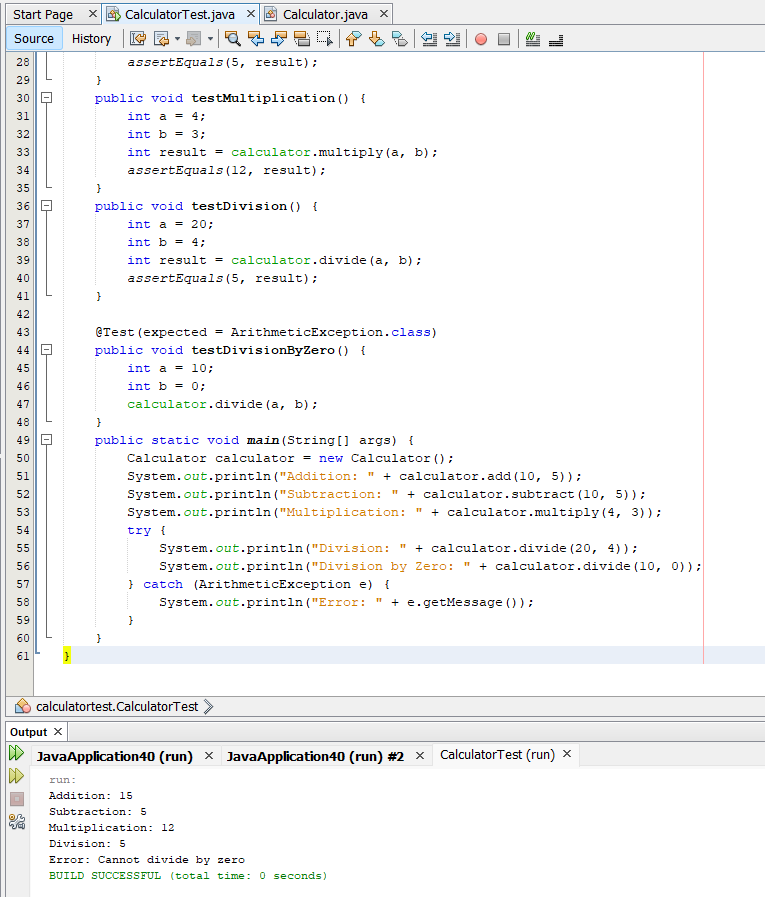 Start Page CalculatorTest.java Calculator.java
Source History
28 assertEquals(5, result);
29 }
30 public void testMultiplication() {
31 int a = 4;
32 int b = 3;
33 int result = calculator.multiply(a, b);
34 assertEquals(12, result);
35 }
36 public void testDivision() {
37 int a = 20;
38 int b = 4;
39 int result = calculator.divide(a, b);
40 assertEquals(5, result);
41 }
42
43 @Test(expected = ArithmeticException.class)
44 public void testDivisionByZero() {
45 int a = 10;
46 int b = 0;
47 calculator.divide(a, b);
48 }
49 public static void main(String[] args) {
50 Calculator calculator = new Calculator();
51 System.out.println("Addition: " + calculator.add(10, 5));
52 System.out.println("Subtraction: " + calculator.subtract(10, 5));
53 System.out.println("Multiplication: " + calculator.multiply(4, 3));
54 try {
55 System.out.println("Division: " + calculator.divide(20, 4));
56 System.out.println("Division by Zero: " + calculator.divide(10, 0));
57 } catch (ArithmeticException e) {
58 System.out.println("Error: " + e.getMessage());
59 }
60 }
61 }
calculatortest.CalculatorTest
Output
JavaApplication40 (run) JavaApplication40 (run) #2 CalculatorTest (run)
run:
Addition: 15
Subtraction: 5
Multiplication: 12
Division: 5
Error: Cannot divide by zero
BUILD SUCCESSFUL (total time: 0 seconds)